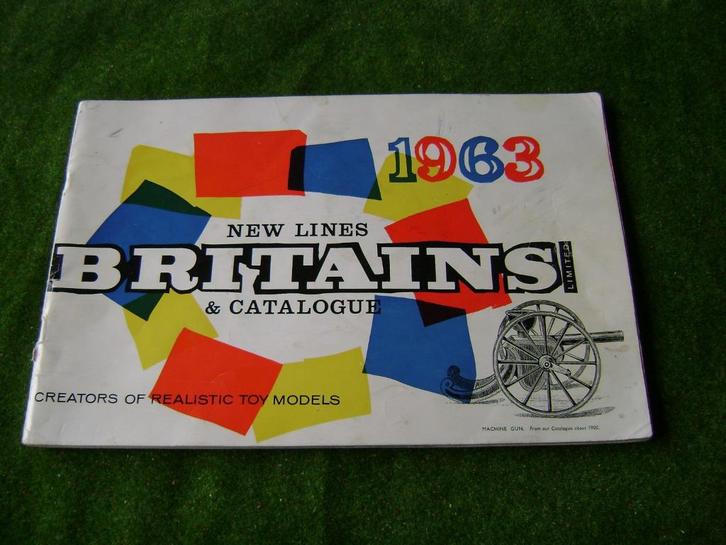 1963
NEW LINES
BRITAINS LIMITED
& CATALOGUE
CREATORS OF REALISTIC TOY MODELS
MACHINE GUN. From our Catalogue about 1900.